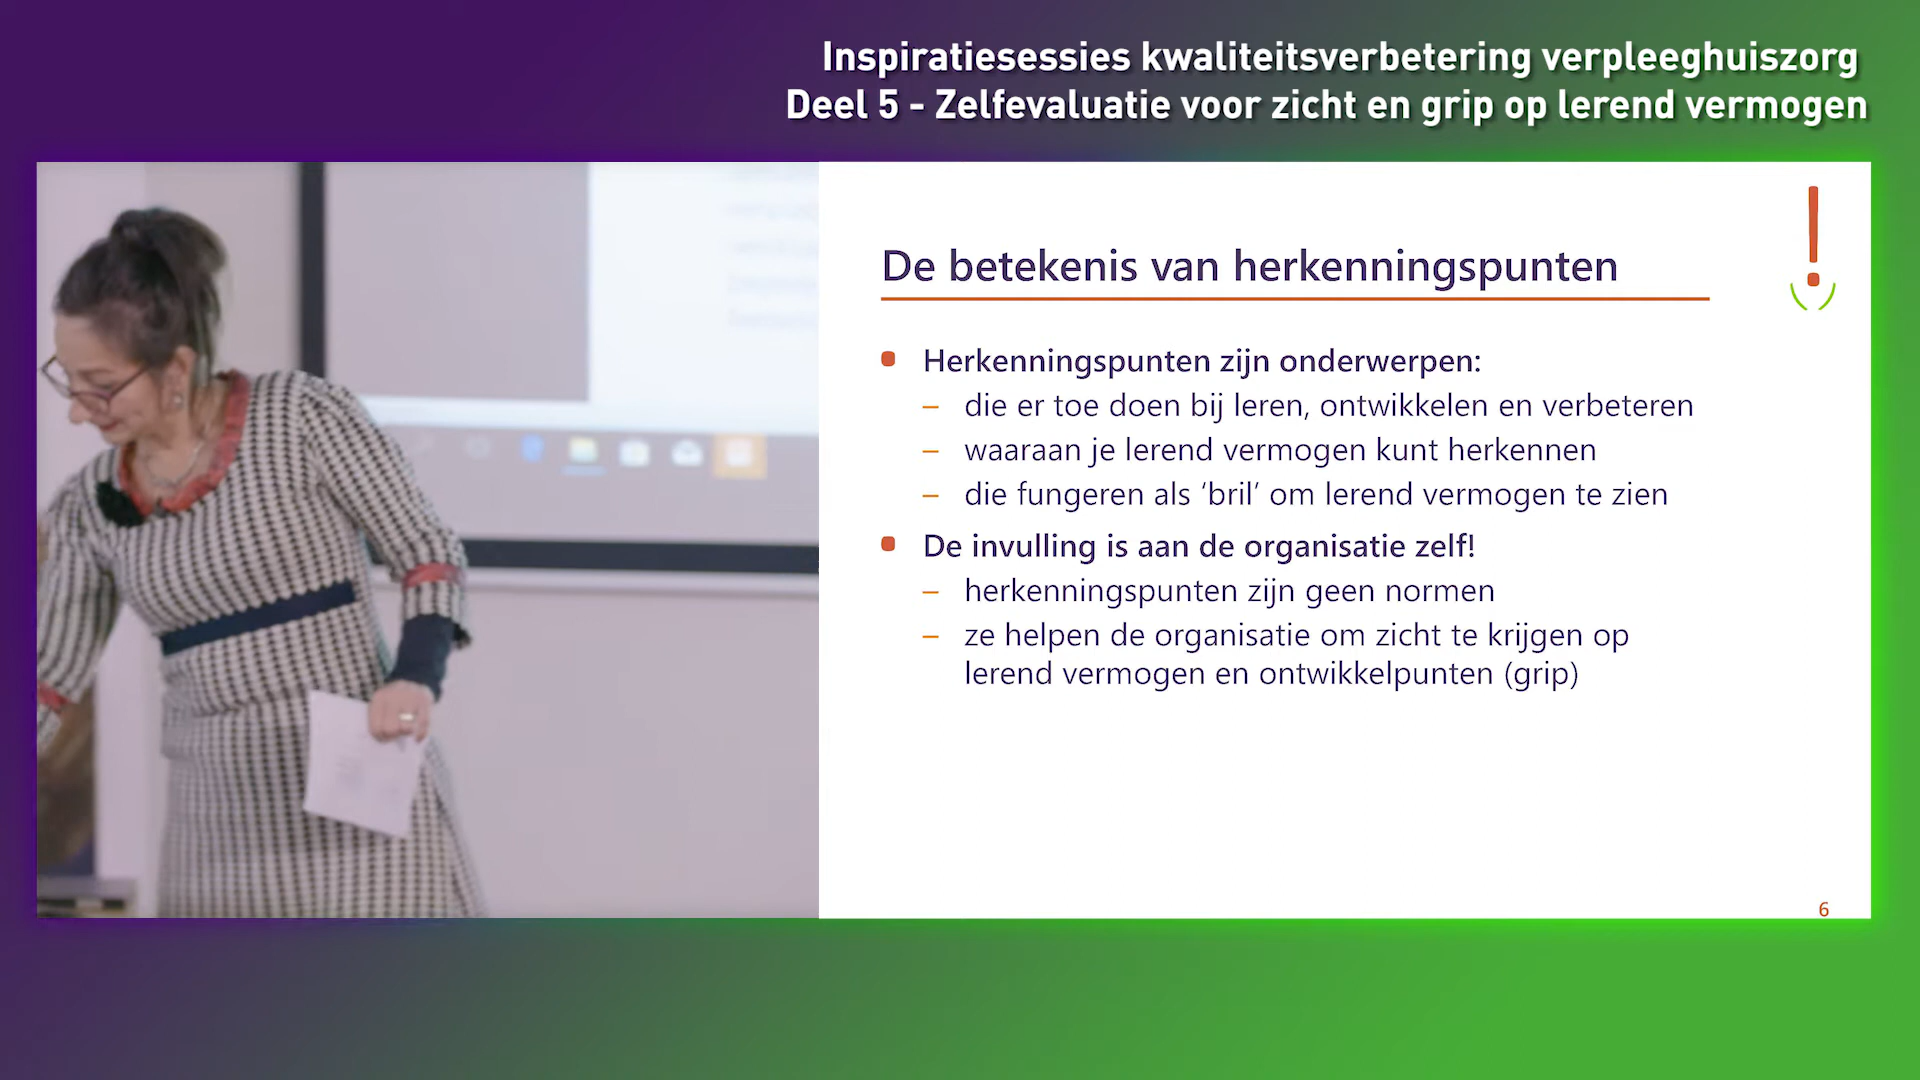 Inspiratiesessies kwaliteitsverbetering verpleeghuiszorg
Deel 5 - Zelfevaluatie voor zicht en grip op lerend vermogen
De betekenis van herkenningspunten
Herkenningspunten zijn onderwerpen:
– die er toe doen bij leren, ontwikkelen en verbeteren
– waaraan je lerend vermogen kunt herkennen
– die fungeren als ‘bril’ om lerend vermogen te zien
De invulling is aan de organisatie zelf!
– herkenningspunten zijn geen normen
– ze helpen de organisatie om zicht te krijgen op
lerend vermogen en ontwikkelpunten (grip)
6